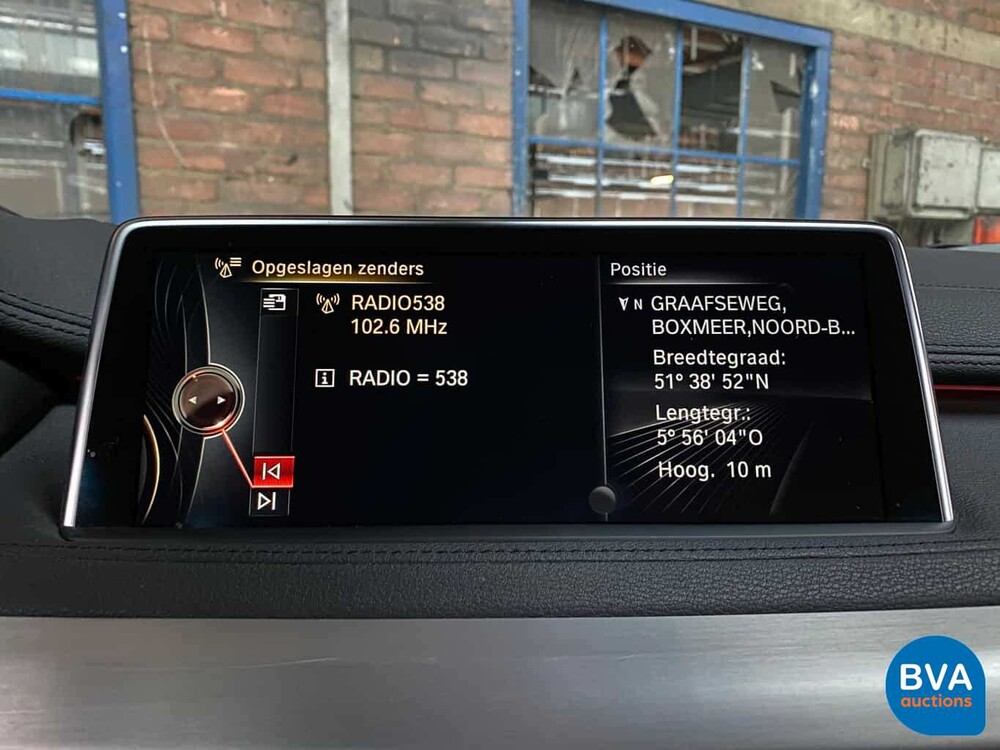 Opgeslagen zenders
RADIO538
102.6 MHz
RADIO = 538
Positie
N GRAAFSEWEG,
BOXMEER,NOORD-B...
Breedtegraad:
51° 38' 52"N
Lengtegr.:
5° 56' 04"O
Hoog. 10 m
BVA
auctions